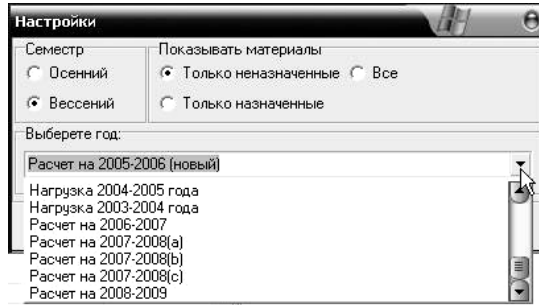 Настройки
Семестр
Показывать материалы
Осенний
Только неназначенные
Все
Вессений
Только назначенные
Выберете год:
Расчет на 2005-2006 (новый)
Нагрузка 2004-2005 года
Нагрузка 2003-2004 года
Расчет на 2006-2007
Расчет на 2007-2008(a)
Расчет на 2007-2008(b)
Расчет на 2007-2008(c)
Расчет на 2008-2009